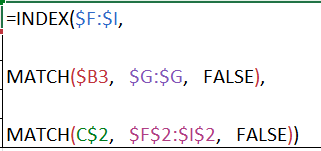 =INDEX($F:$I,
MATCH($B3, $G:$G, FALSE),
MATCH(C$2, $F$2:$I$2, FALSE))